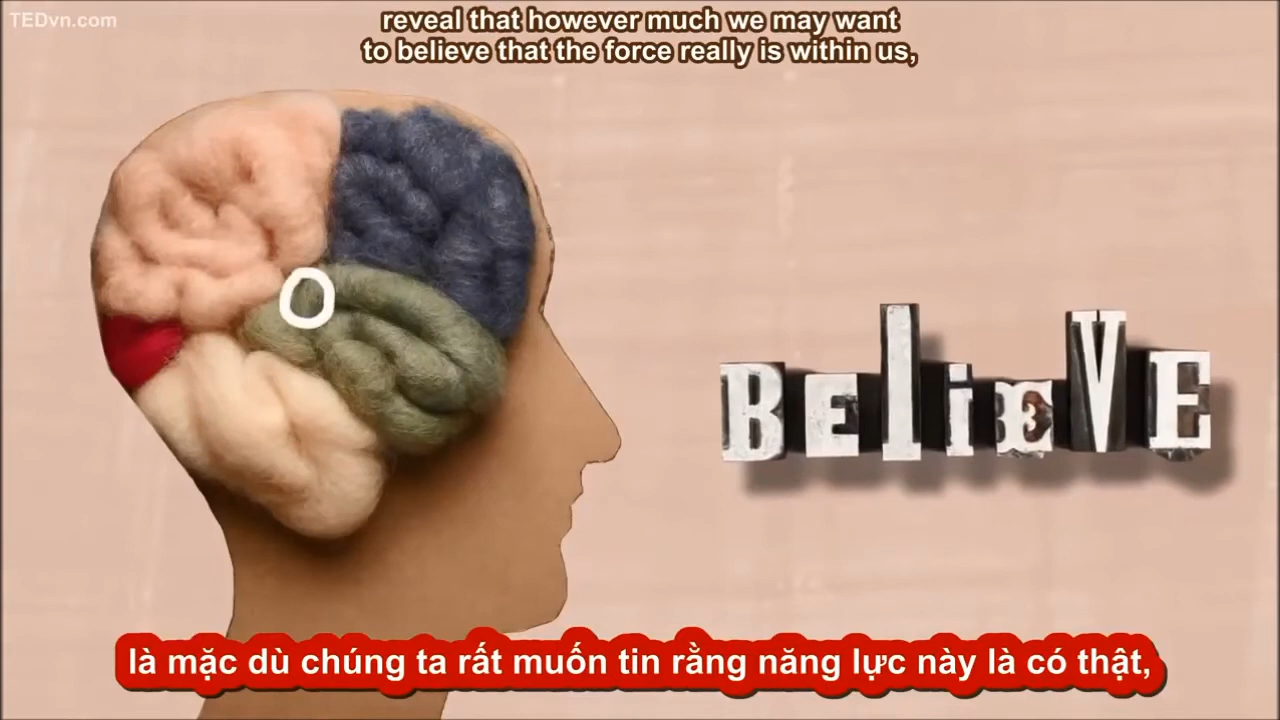 TEDvn.com
reveal that however much we may want
to believe that the force really is within us,
BElieVE
là mặc dù chúng ta rất muốn tin rằng năng lực này là có thật,